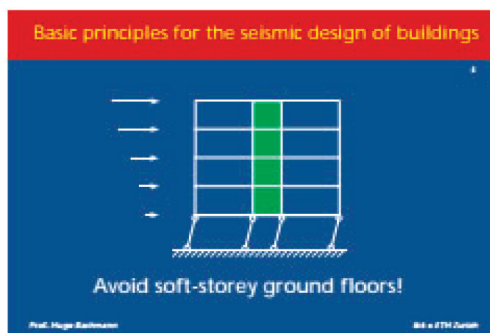 Basic principles for the seismic design of buildings
Avoid soft-storey ground floors!
Prof. Hugo Bachmann
ETH Zurich